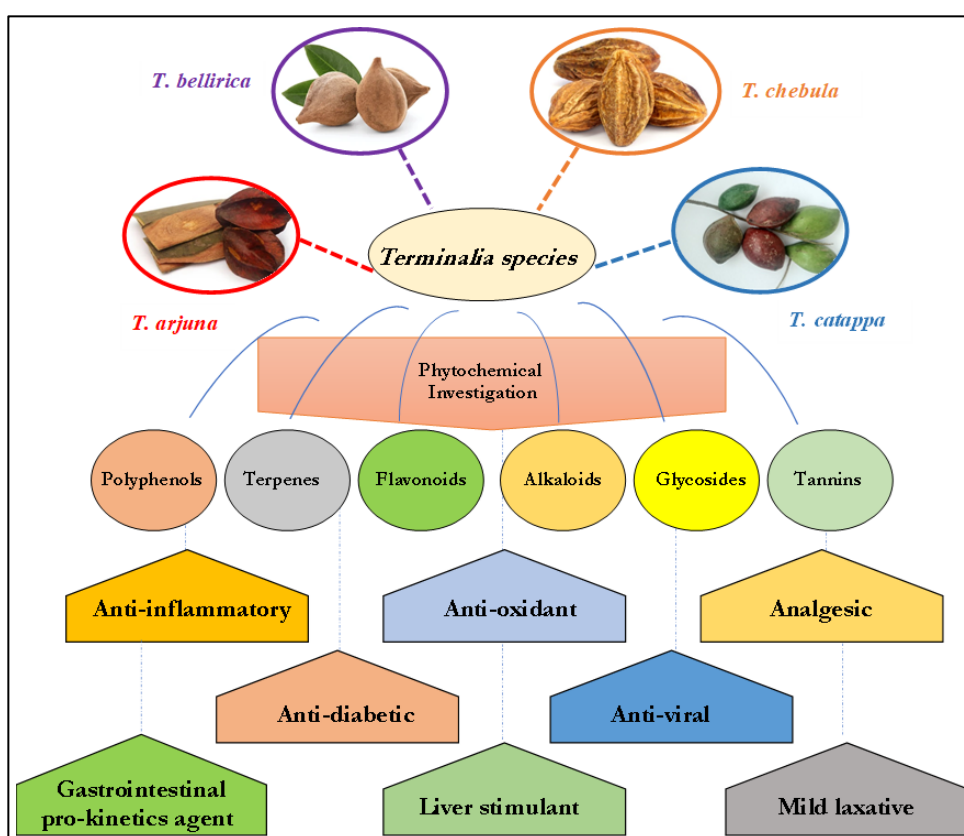 T. bellirica
T. chebula
Terminalia species
T. arjuna
T. catappa
Phytochemical
Investigation
Polyphenols
Terpenes
Flavonoids
Alkaloids
Glycosides
Tannins
Anti-inflammatory
Anti-oxidant
Analgesic
Anti-diabetic
Anti-viral
Gastrointestinal
pro-kinetics agent
Liver stimulant
Mild laxative